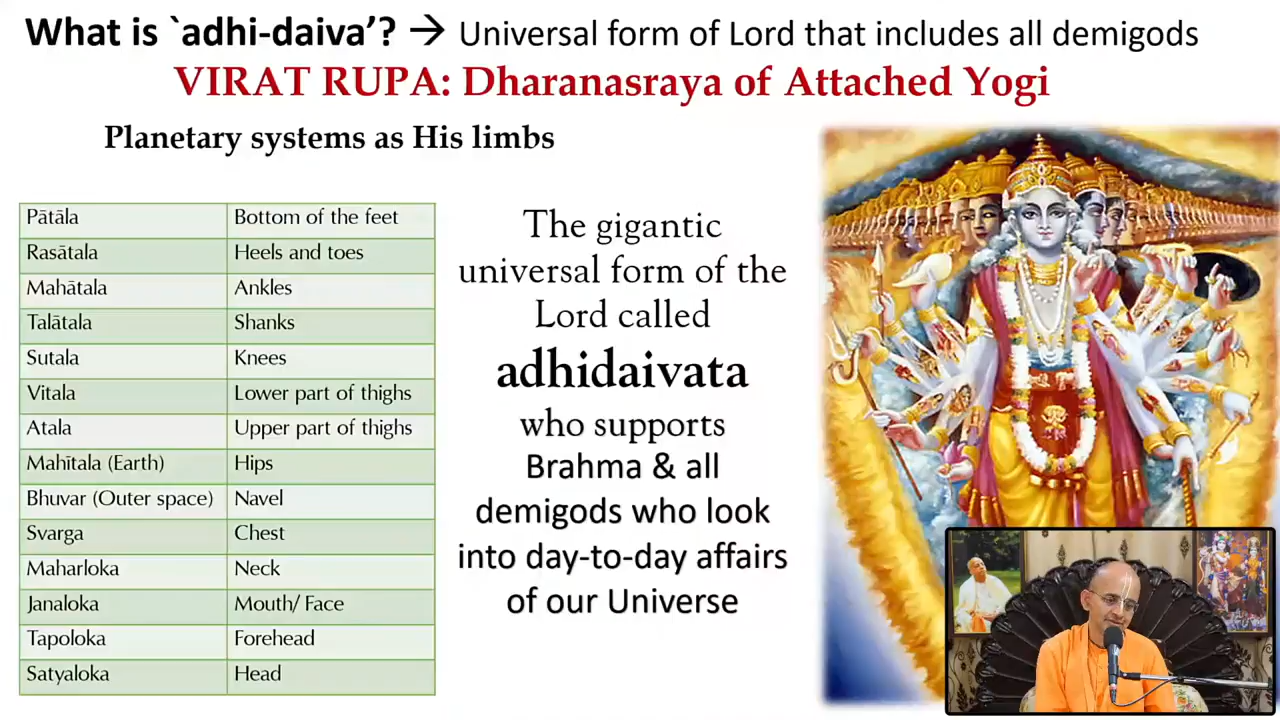 What is `adhi-daiva’? → Universal form of Lord that includes all demigods
VIRAT RUPA: Dharanasraya of Attached Yogi
Planetary systems as His limbs
Pātāla Bottom of the feet
Rasātala Heels and toes
Mahātala Ankles
Talātala Shanks
Sutala Knees
Vitala Lower part of thighs
Atala Upper part of thighs
Mahītala (Earth) Hips
Bhuvar (Outer space) Navel
Svarga Chest
Maharloka Neck
Janaloka Mouth/ Face
Tapoloka Forehead
Satyaloka Head
The gigantic
universal form of the
Lord called
adhidaivata
who supports
Brahma & all
demigods who look
into day-to-day affairs
of our Universe